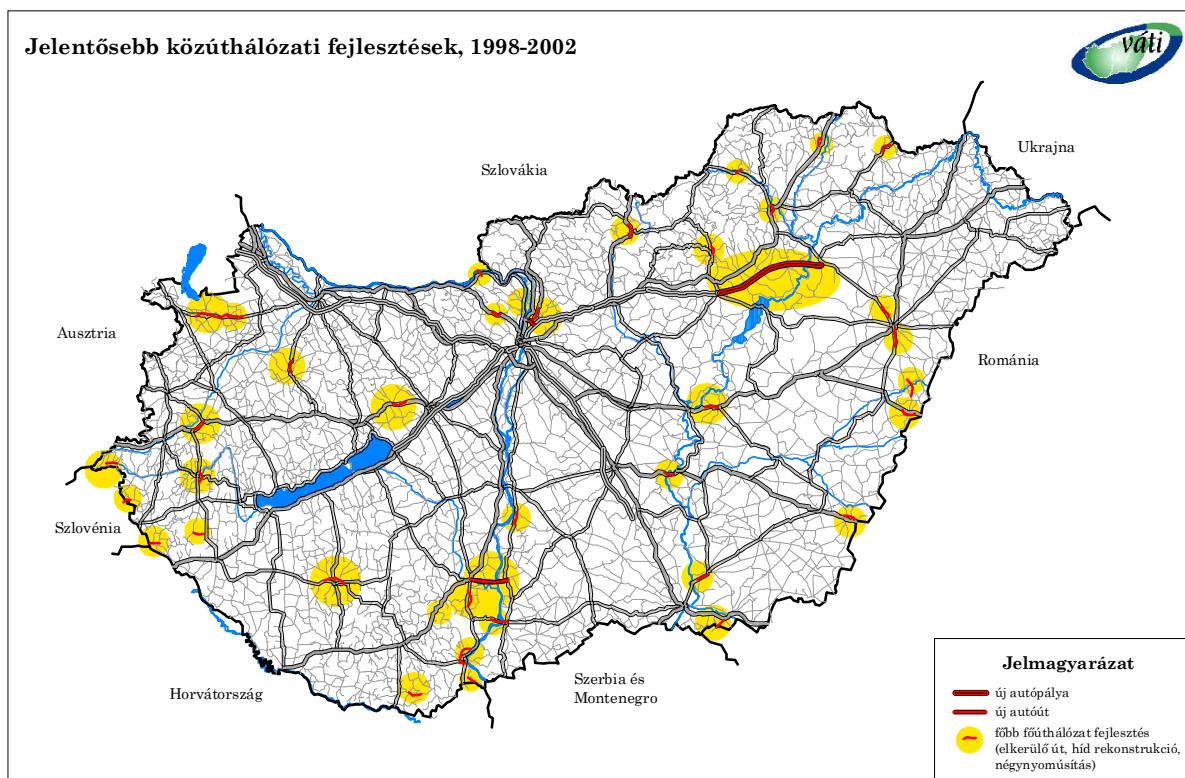 Jelentősebb közúthálózati fejlesztések, 1998-2002
váti
Ukrajna
Szlovákia
Ausztria
Románia
Szlovénia
Horvátország
Szerbia és
Montenegro
Jelmagyarázat
új autópálya
új autóút
főbb főúthálózat fejlesztés
(elkerülő út, híd rekonstrukció,
négynyomúsítás)